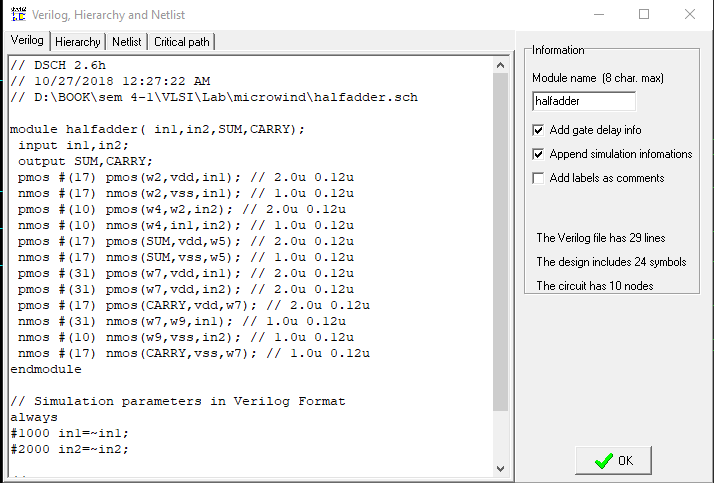 Verilog, Hierarchy and Netlist
Verilog Hierarchy Netlist Critical path
// DSCH 2.6h
// 10/27/2018 12:27:22 AM
// D:\BOOK\sem 4-1\VLSI\Lab\microwind\halfadder.sch
module halfadder( in1,in2,SUM,CARRY);
input in1,in2;
output SUM,CARRY;
pmos #(17) pmos(w2,vdd,in1); // 2.0u 0.12u
nmos #(17) nmos(w2,vss,in1); // 1.0u 0.12u
pmos #(10) pmos(w4,w2,in2); // 2.0u 0.12u
nmos #(10) nmos(w4,in1,in2); // 1.0u 0.12u
pmos #(17) pmos(SUM,vdd,w5); // 2.0u 0.12u
nmos #(17) nmos(SUM,vss,w5); // 1.0u 0.12u
pmos #(31) pmos(w7,vdd,in1); // 2.0u 0.12u
pmos #(31) pmos(w7,vdd,in2); // 2.0u 0.12u
pmos #(17) pmos(CARRY,vdd,w7); // 2.0u 0.12u
nmos #(31) nmos(w7,w9,in1); // 1.0u 0.12u
nmos #(10) nmos(w9,vss,in2); // 1.0u 0.12u
nmos #(17) nmos(CARRY,vss,w7); // 1.0u 0.12u
endmodule
// Simulation parameters in Verilog Format
always
#1000 in1=~in1;
#2000 in2=~in2;
Information
Module name (8 char. max)
halfadder
Add gate delay info
Append simulation infomations
Add labels as comments
The Verilog file has 29 lines
The design includes 24 symbols
The circuit has 10 nodes
OK